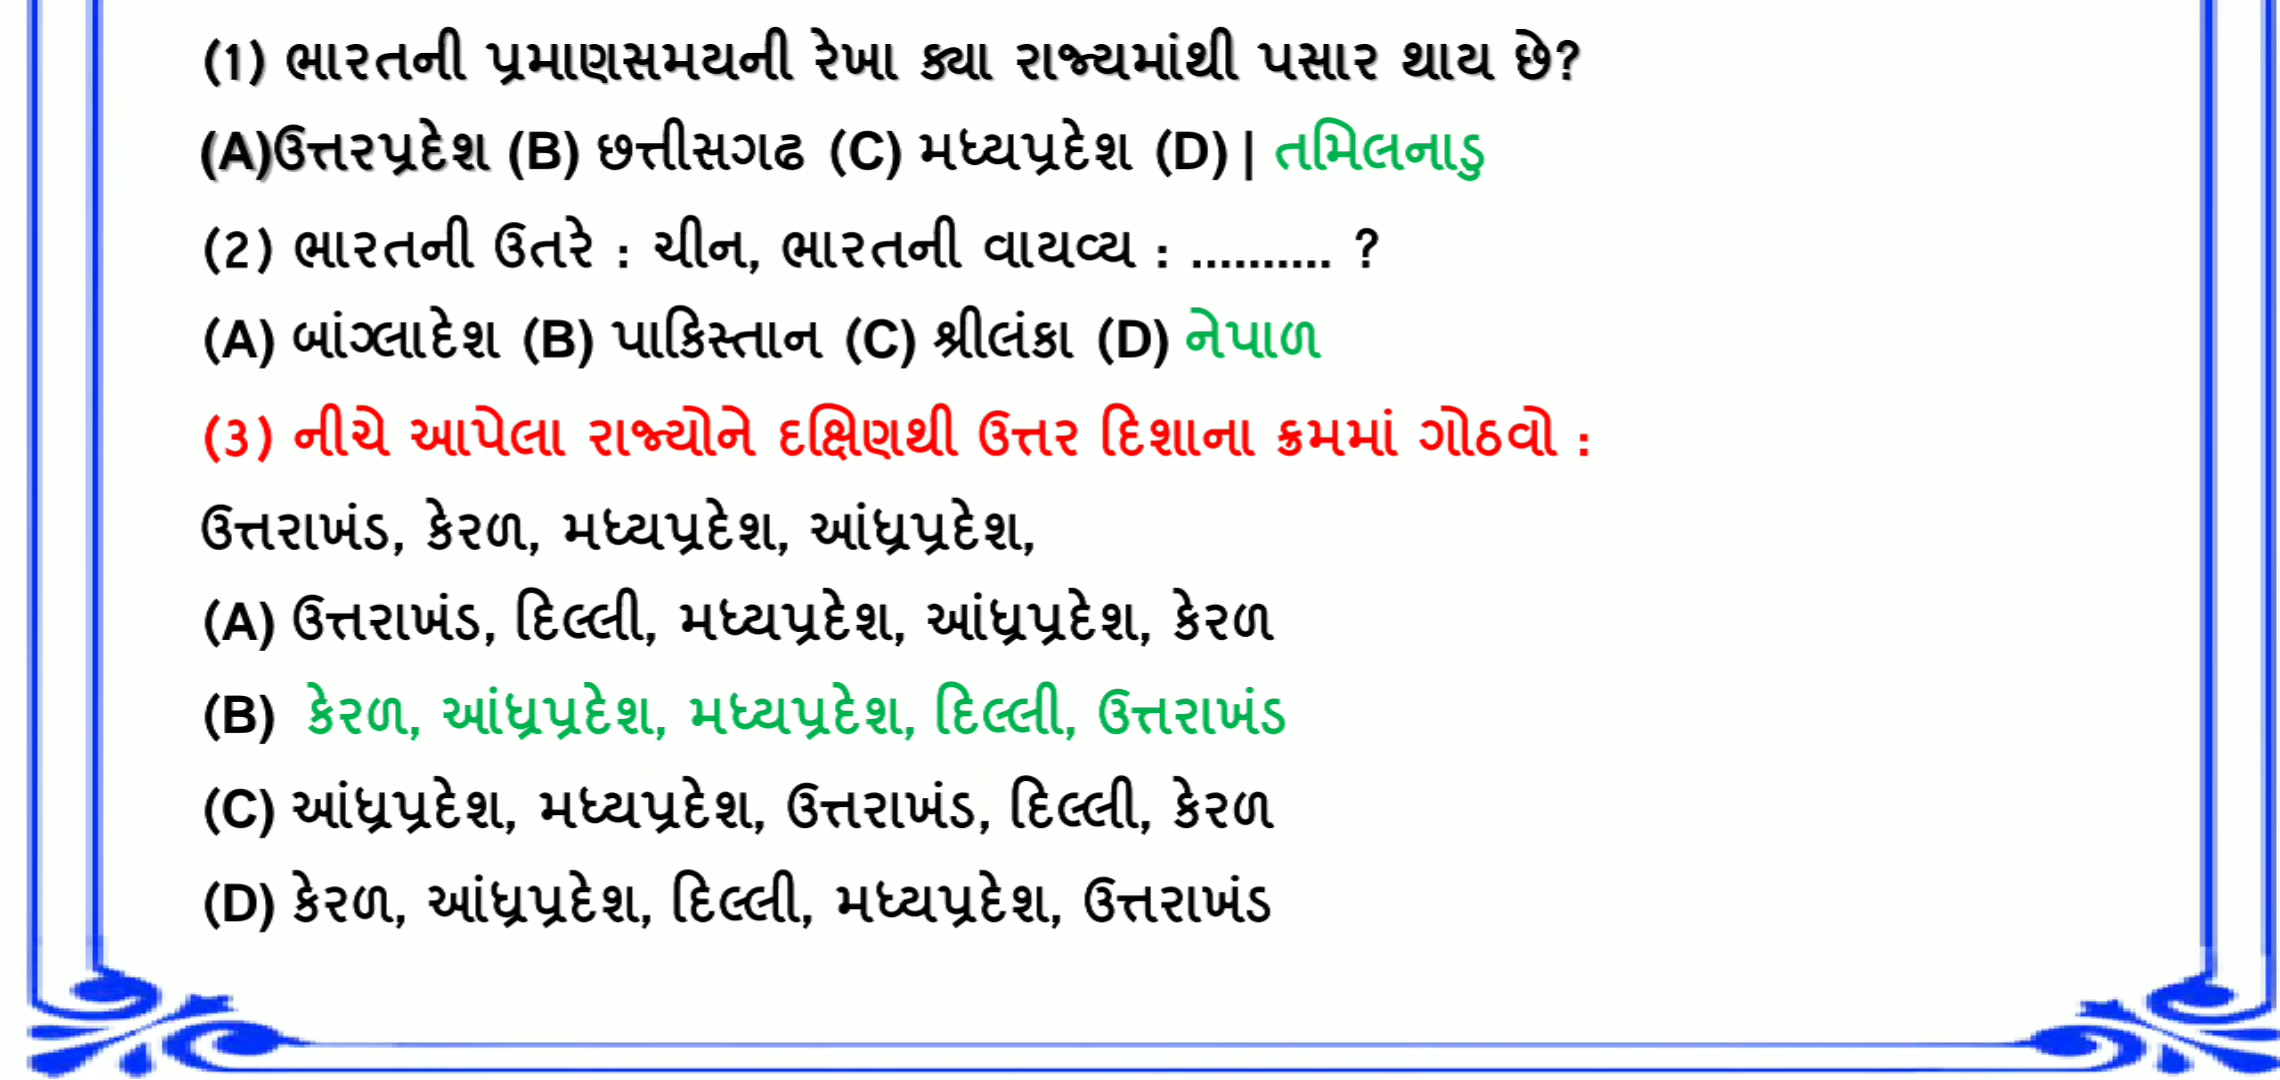 (1) ભારતની પ્રમાણસમયની રેખા ક્યા રાજ્યમાંથી પસાર થાય છે?
(A)ઉત્તરપ્રદેશ (B) છત્તીસગઢ (C) મધ્યપ્રદેશ (D) | તમિલનાડુ
(2) ભારતની ઉતરે : ચીન, ભારતની વાયવ્ય : .......... ?
(A) બાંગ્લાદેશ (B) પાકિસ્તાન (C) શ્રીલંકા (D) નેપાળ
(૩) નીચે આપેલા રાજ્યોને દક્ષિણથી ઉત્તર દિશાના ક્રમમાં ગોઠવો :
ઉત્તરાખંડ, કેરળ, મધ્યપ્રદેશ, આંધ્રપ્રદેશ,
(A) ઉત્તરાખંડ, દિલ્લી, મધ્યપ્રદેશ, આંધ્રપ્રદેશ, કેરળ
(B) કેરળ, આંધ્રપ્રદેશ, મધ્યપ્રદેશ, દિલ્લી, ઉત્તરાખંડ
(C) આંધ્રપ્રદેશ, મધ્યપ્રદેશ, ઉત્તરાખંડ, દિલ્લી, કેરળ
(D) કેરળ, આંધ્રપ્રદેશ, દિલ્લી, મધ્યપ્રદેશ, ઉત્તરાખંડ